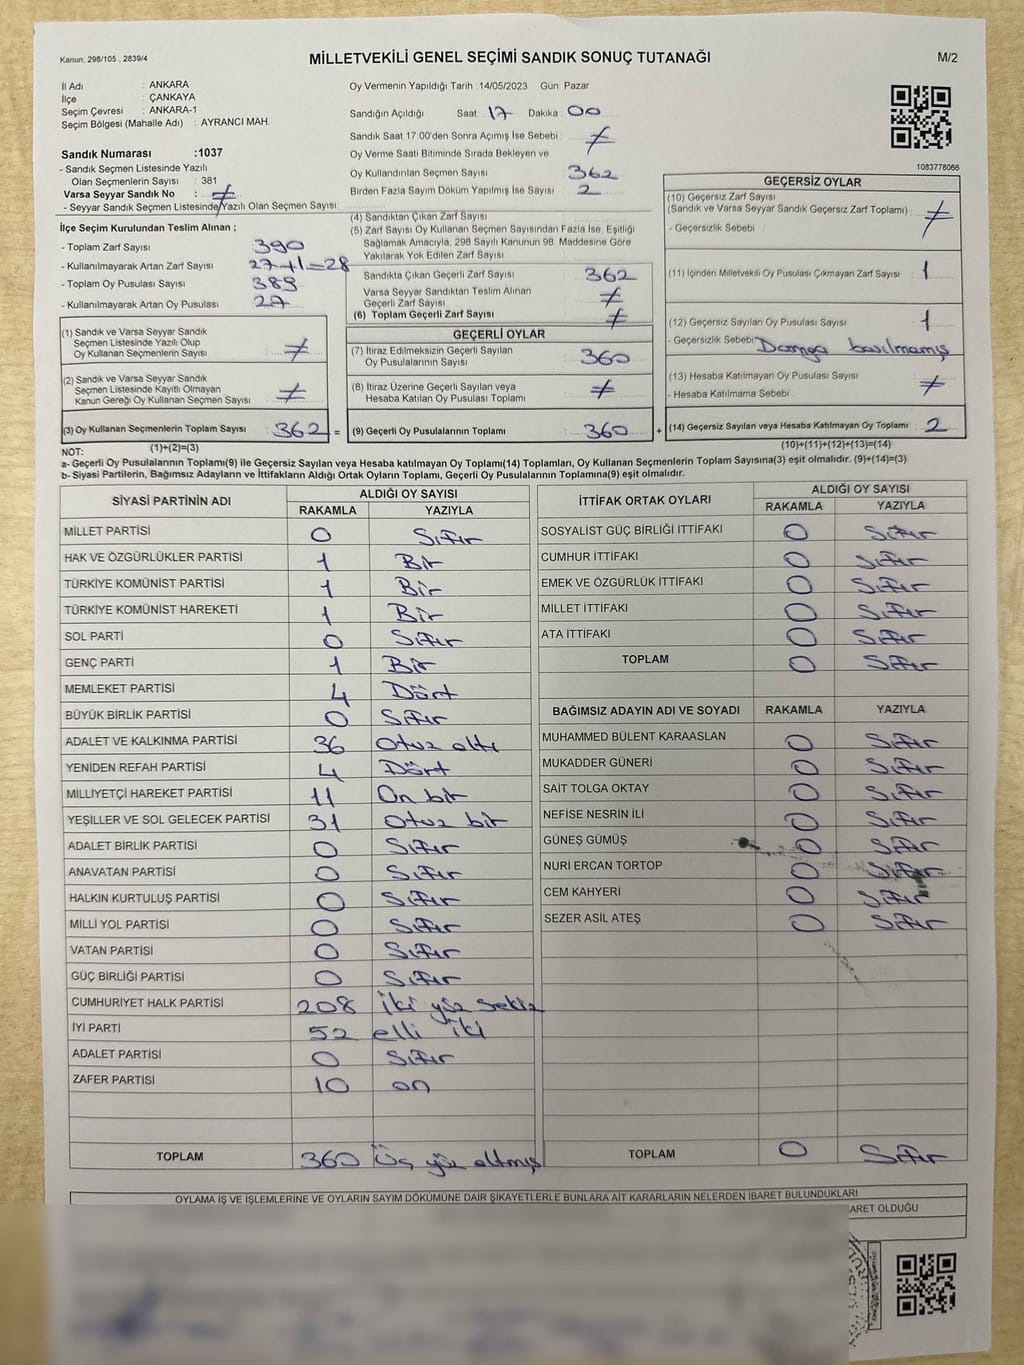 Kanun; 298/105 , 2839/4
MİLLETVEKİLİ GENEL SEÇİMİ SANDIK SONUÇ TUTANAĞI
M/2
İl Adı : ANKARA
İlçe : ÇANKAYA
Seçim Çevresi : ANKARA-1
Seçim Bölgesi (Mahalle Adı) : AYRANCI MAH.
Oy Vermenin Yapıldığı Tarih : 14/05/2023 Gün: Pazar
Sandığın Açıldığı Saat: 17 Dakika : 00
Sandık Saat 17:00'den Sonra Açımış İse Sebebi :
Oy Verme Saati Bitiminde Sırada Bekleyen ve
Oy Kullandırılan Seçmen Sayısı : 362
Birden Fazla Sayım Döküm Yapılmış İse Sayısı : 2
1083778066
Sandık Numarası :1037
- Sandık Seçmen Listesinde Yazılı
Olan Seçmenlerin Sayısı : 381
Varsa Seyyar Sandık No :
- Seyyar Sandık Seçmen Listesinde Yazılı Olan Seçmen Sayısı:
İlçe Seçim Kurulundan Teslim Alınan ;
- Toplam Zarf Sayısı 390
- Kullanılmayarak Artan Zarf Sayısı 27+1=28
- Toplam Oy Pusulası Sayısı : 389
- Kullanılmayarak Artan Oy Pusulası : 27
(1) Sandık ve Varsa Seyyar Sandık
Seçmen Listesinde Yazılı Olup
Oy Kullanan Seçmenlerin Sayısı :
(2) Sandık ve Varsa Seyyar Sandık
Seçmen Listesinde Kayıtlı Olmayan
Kanun Gereği Oy Kullanan Seçmen Sayısı :
(3) Oy Kullanan Seçmenlerin Toplam Sayısı : 362 =
(1)+(2)=(3)
(4) Sandıktan Çıkan Zarf Sayısı
(5) Zarf Sayısı Oy Kullanan Seçmen Sayısından Fazla İse, Eşitliği
Sağlamak Amacıyla; 298 Sayılı Kanunun 98. Maddesine Göre
Yakılarak Yok Edilen Zarf Sayısı :
Sandıkta Çıkan Geçerli Zarf Sayısı : 362
Varsa Seyyar Sandıktan Teslim Alınan
Geçerli Zarf Sayısı :
(6) Toplam Geçerli Zarf Sayısı :
GEÇERLİ OYLAR
(7) İtiraz Edilmeksizin Geçerli Sayılan
Oy Pusulalarının Sayısı : 360
(8) İtiraz Üzerine Geçerli Sayılan veya
Hesaba Katılan Oy Pusulası Toplamı :
(9) Geçerli Oy Pusulalarının Toplamı : 360 +
GEÇERSİZ OYLAR
(10) Geçersiz Zarf Sayısı
(Sandık ve Varsa Seyyar Sandık Geçersiz Zarf Toplamı) :
- Geçersizlik Sebebi :
(11) İçinden Milletvekili Oy Pusulası Çıkmayan Zarf Sayısı : 1
(12) Geçersiz Sayılan Oy Pusulası Sayısı : 1
- Geçersizlik Sebebi : Damga basılmamış
(13) Hesaba Katılmayan Oy Pusulası Sayısı :
- Hesaba Katılmama Sebebi :
(14) Geçersiz Sayılan veya Hesaba Katılmayan Oy Toplamı : 2
(10)+(11)+(12)+(13)=(14)
NOT:
a- Geçerli Oy Pusulalarının Toplamı(9) ile Geçersiz Sayılan veya Hesaba katılmayan Oy Toplamı(14) Toplamları, Oy Kullanan Seçmenlerin Toplam Sayısına(3) eşit olmalıdır. (9)+(14)=(3)
b- Siyasi Partilerin, Bağımsız Adayların ve İttifakların Aldığı Ortak Oyların Toplamı, Geçerli Oy Pusulalarının Toplamına(9) eşit olmalıdır.
SİYASİ PARTİNİN ADI ALDIĞI OY SAYISI
RAKAMLA YAZIYLA
MİLLET PARTİSİ 0 Sıfır
HAK VE ÖZGÜRLÜKLER PARTİSİ 1 Bir
TÜRKİYE KOMÜNİST PARTİSİ 1 Bir
TÜRKİYE KOMÜNİST HAREKETİ 1 Bir
SOL PARTİ 0 Sıfır
GENÇ PARTİ 1 Bir
MEMLEKET PARTİSİ 4 Dört
BÜYÜK BİRLİK PARTİSİ 0 Sıfır
ADALET VE KALKINMA PARTİSİ 36 Otuz altı
YENİDEN REFAH PARTİSİ 4 Dört
MİLLİYETÇİ HAREKET PARTİSİ 11 On bir
YEŞİLLER VE SOL GELECEK PARTİSİ 31 Otuz bir
ADALET BİRLİK PARTİSİ 0 Sıfır
ANAVATAN PARTİSİ 0 Sıfır
HALKIN KURTULUŞ PARTİSİ 0 Sıfır
MİLLİ YOL PARTİSİ 0 Sıfır
VATAN PARTİSİ 0 Sıfır
GÜÇ BİRLİĞİ PARTİSİ 0 Sıfır
CUMHURİYET HALK PARTİSİ 208 İki yüz sekiz
İYİ PARTİ 52 elli iki
ADALET PARTİSİ 0 Sıfır
ZAFER PARTİSİ 10 on
TOPLAM 360 Üç yüz altmış
İTTİFAK ORTAK OYLARI ALDIĞI OY SAYISI
RAKAMLA YAZIYLA
SOSYALİST GÜÇ BİRLİĞİ İTTİFAKI 0 Sıfır
CUMHUR İTTİFAKI 0 Sıfır
EMEK VE ÖZGÜRLÜK İTTİFAKI 0 Sıfır
MİLLET İTTİFAKI 0 Sıfır
ATA İTTİFAKI 0 Sıfır
TOPLAM 0 Sıfır
BAĞIMSIZ ADAYIN ADI VE SOYADI RAKAMLA YAZIYLA
MUHAMMED BÜLENT KARAASLAN 0 Sıfır
MUKADDER GÜNERİ 0 Sıfır
SAİT TOLGA OKTAY 0 Sıfır
NEFİSE NESRİN İLİ 0 Sıfır
GÜNEŞ GÜMÜŞ 0 Sıfır
NURİ ERCAN TORTOP 0 Sıfır
CEM KAHYERİ 0 Sıfır
SEZER ASİL ATEŞ 0 Sıfır
TOPLAM 0 Sıfır
OYLAMA İŞ VE İŞLEMLERİNE VE OYLARIN SAYIM DÖKÜMÜNE DAİR ŞİKAYETLERLE BUNLARA AİT KARARLARIN NELERDEN İBARET BULUNDUKLARI
ARET OLDUĞU